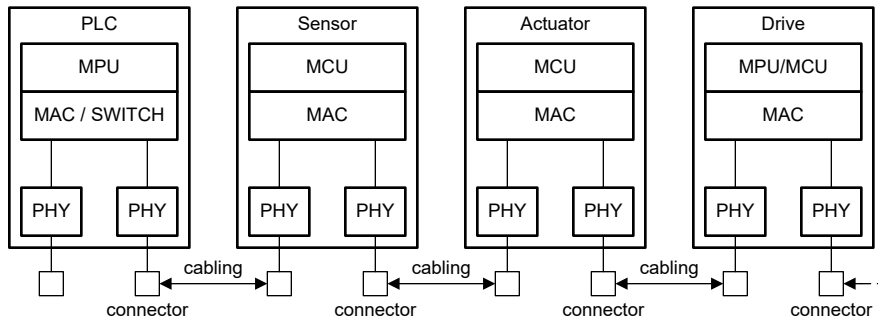 PLC
Sensor
Actuator
Drive
MPU
MCU
MCU
MPU/MCU
MAC / SWITCH
MAC
MAC
MAC
PHY
PHY
PHY
PHY
PHY
PHY
PHY
PHY
cabling
cabling
cabling
connector
connector
connector
connector